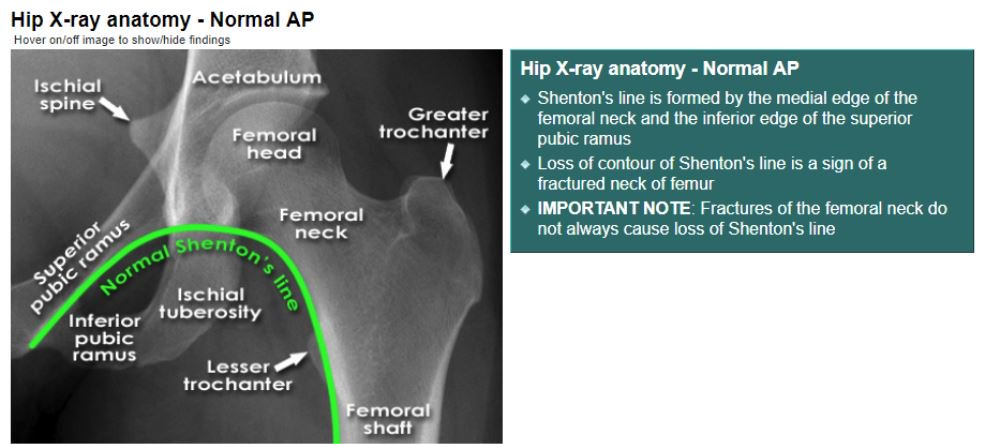 Hip X-ray anatomy - Normal AP
Hover on/off image to show/hide findings
Ischial
spine
Acetabulum
Greater
trochanter
Femoral
head
Femoral
neck
Superior
pubic ramus
Normal Shenton's line
Ischial
tuberosity
Inferior
pubic
ramus
Lesser
trochanter
Femoral
shaft
Hip X-ray anatomy - Normal AP
Shenton's line is formed by the medial edge of the
femoral neck and the inferior edge of the superior
pubic ramus
Loss of contour of Shenton's line is a sign of a
fractured neck of femur
IMPORTANT NOTE: Fractures of the femoral neck do
not always cause loss of Shenton's line